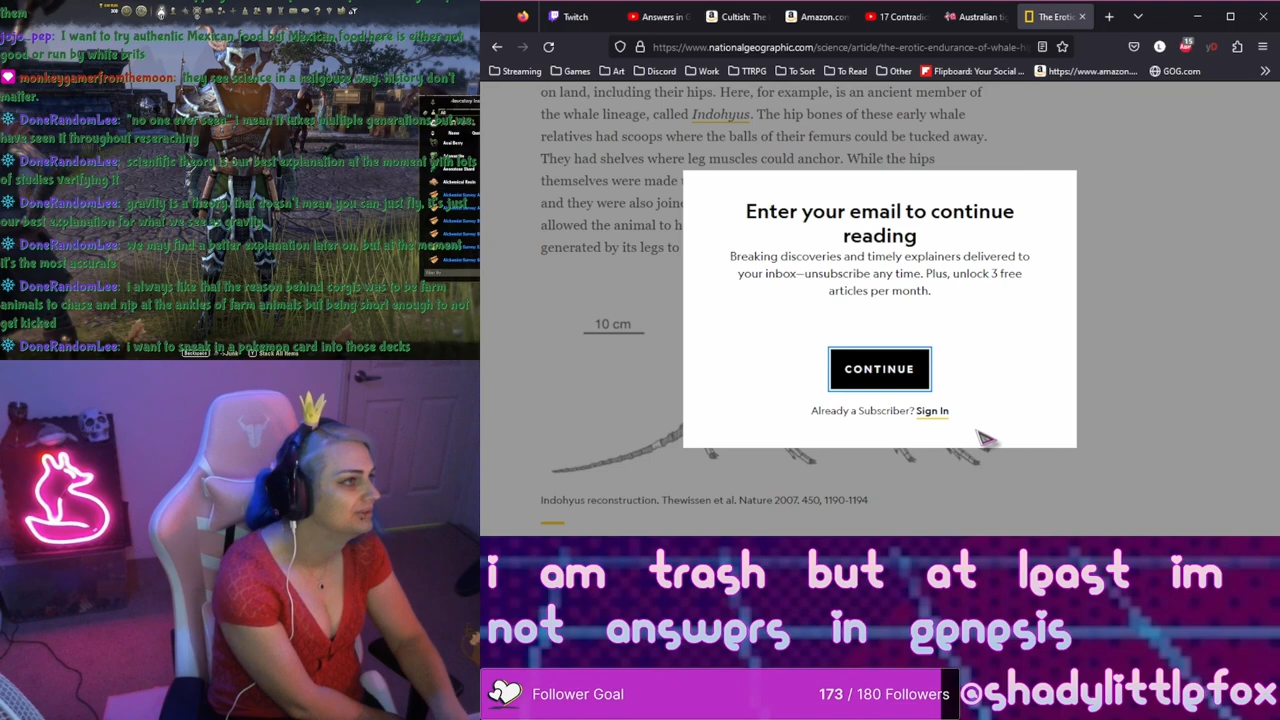 them
jojo_pep: I want to try authentic Mexican food but Mexican food here is either not
good or run by white brits
monkeygamerfromthemoon: they see science in a religouse way. history don't
matter.
DoneRandomLee: "no one ever seen" i mean it takes multiple generations but we
have seen it throughout reseraching
DoneRandomLee: scientific theory is our best explanation at the moment with lots
of studies verifying it
DoneRandomLee: gravity is a theory, that doesn't mean you can just fly, it's just
our best explanation for what we see as gravity
DoneRandomLee: we may find a better explanation later on, but at the moment
it's the most accurate
DoneRandomLee: i always like that the reason behind corgis was to be farm
animals to chase and nip at the ankles of farm animals but being short enough to not
get kicked
DoneRandomLee: i want to sneak in a pokemon card into those decks
Junk Stack All Items
Twitch
Answers in G
Cultish: The
Amazon.com
17 Contradic
Australian tig
The Erotic
https://www.nationalgeographic.com/science/article/the-erotic-endurance-of-whale-hi
15
Streaming Games Art Discord Work TTRPG To Sort To Read Other Flipboard: Your Social ... https://www.amazon.... GOG.com
on land, including their hips. Here, for example, is an ancient member of
the whale lineage, called Indohyus. The hip bones of these early whale
relatives had scoops where the balls of their femurs could be tucked away.
They had shelves where leg muscles could anchor. While the hips
themselves were made
and they were also joine
allowed the animal to h
generated by its legs to
Enter your email to continue
reading
Breaking discoveries and timely explainers delivered to
your inbox—unsubscribe any time. Plus, unlock 3 free
articles per month.
CONTINUE
Already a Subscriber? Sign In
10 cm
Indohyus reconstruction. Thewissen et al. Nature 2007. 450, 1190-1194
i am trash but at least im
not answers in genesis
Follower Goal 173 / 180 Followers
@shadylittlefox